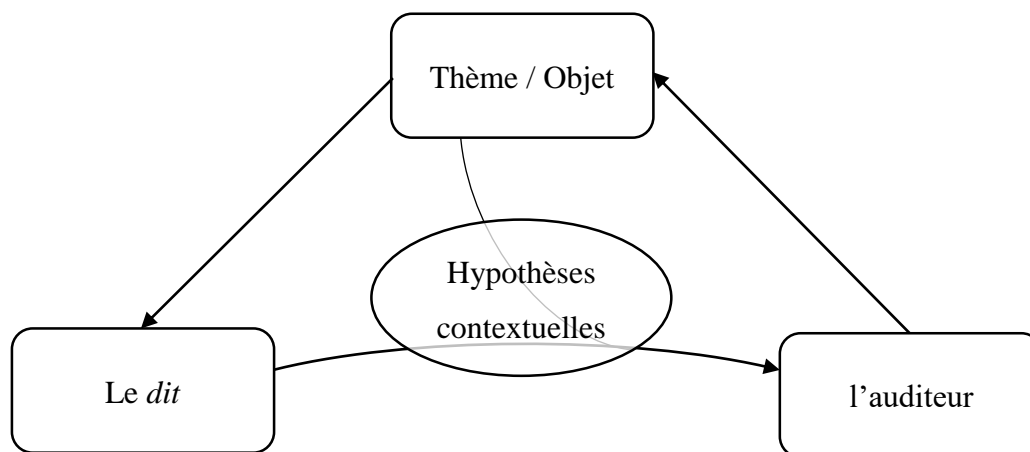 Thème / Objet
Hypothèses
contextuelles
Le dit
l’auditeur